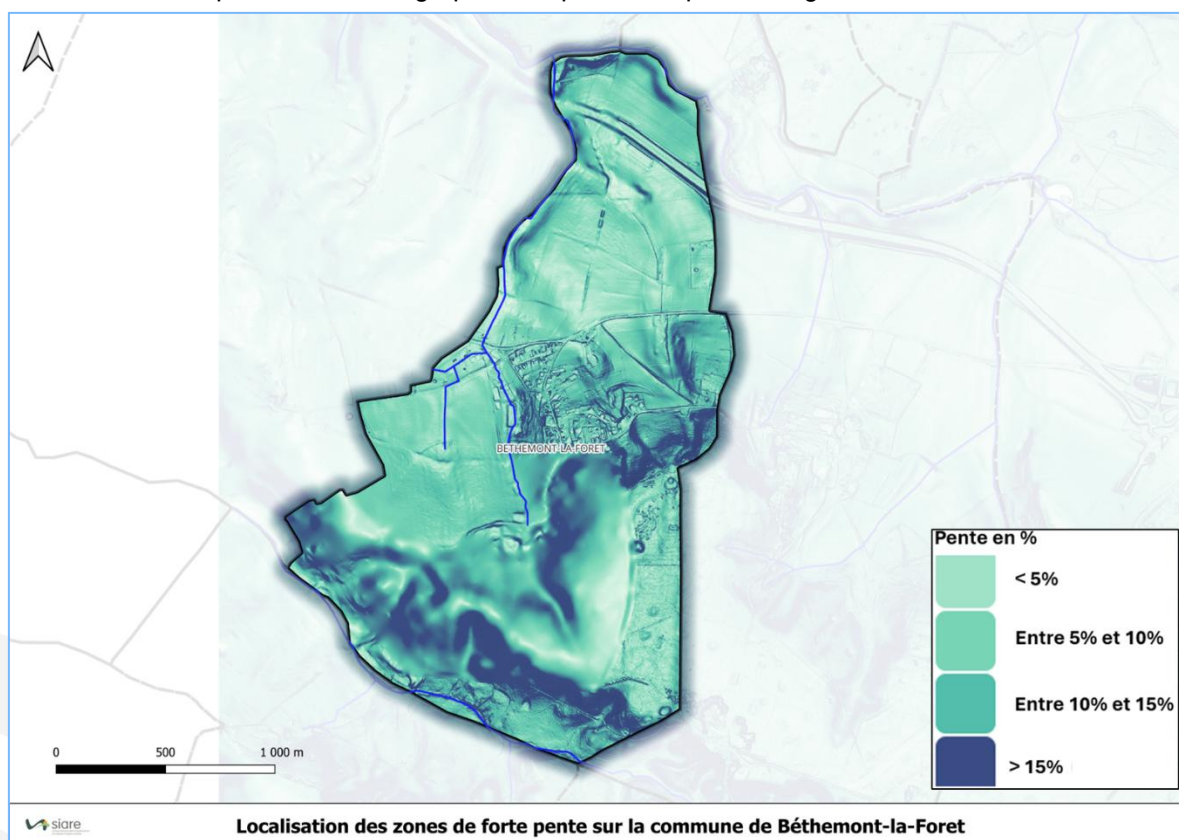 BETHEMONT-LA-FORET
Pente en %
< 5%
Entre 5% et 10%
Entre 10% et 15%
> 15%
0 500 1 000 m
siare
Localisation des zones de forte pente sur la commune de Béthemont-la-Foret